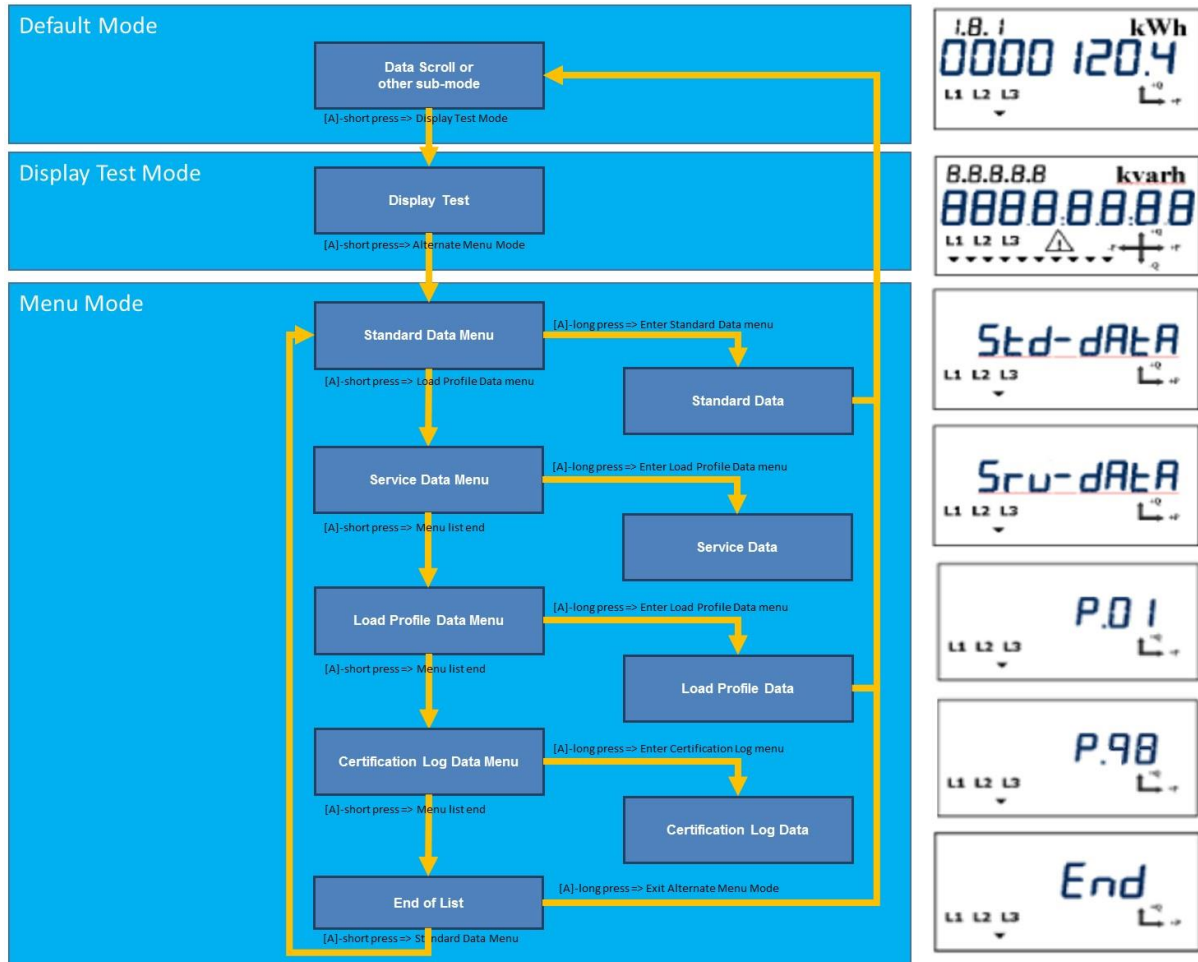 Default Mode
Data Scroll or
other sub-mode
[A]-short press => Display Test Mode
1.8.1 kWh
0000120.4
L1 L2 L3
+Q
+P
Display Test Mode
Display Test
[A]-short press=> Alternate Menu Mode
8.8.8.8.8 kvarh
8888:8.8:8.8
L1 L2 L3
+Q
-P +P
-Q
Menu Mode
Standard Data Menu
[A]-long press => Enter Standard Data menu
[A]-short press => Load Profile Data menu
Standard Data
Std-dAtA
L1 L2 L3
+Q
+P
Service Data Menu
[A]-long press => Enter Load Profile Data menu
[A]-short press => Menu list end
Service Data
Sru-dAtA
L1 L2 L3
+Q
+P
Load Profile Data Menu
[A]-long press => Enter Load Profile Data menu
[A]-short press => Menu list end
Load Profile Data
P.01
L1 L2 L3
+Q
+P
Certification Log Data Menu
[A]-long press => Enter Certification Log menu
[A]-short press => Menu list end
Certification Log Data
P.98
L1 L2 L3
+Q
+P
End of List
[A]-long press => Exit Alternate Menu Mode
[A]-short press => Standard Data Menu
End
L1 L2 L3
+Q
+P